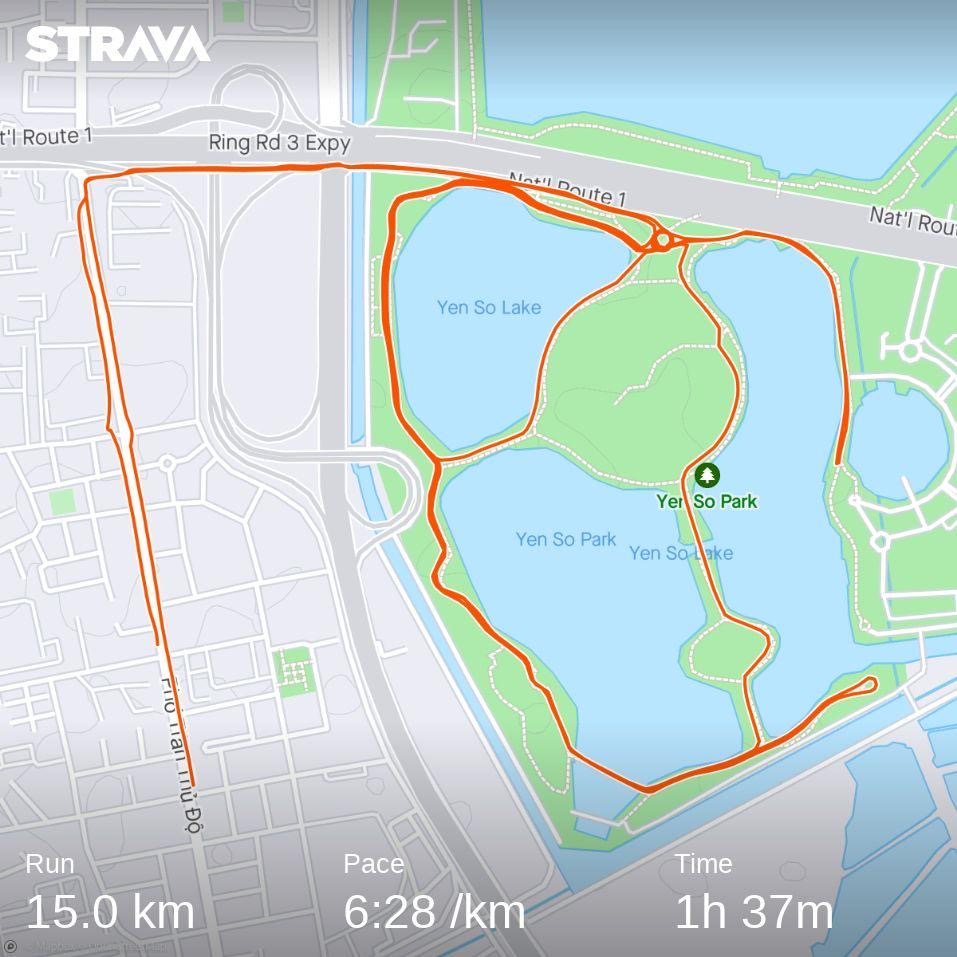 STRAVA
t'l Route 1
Ring Rd 3 Expy
Nat'l Route 1
Nat'l Rout
Yen So Lake
Yen So Park
Yen So Park
Yen So Lake
Phố Trần Thủ Độ
Run
Pace
Time
15.0 km
6:28 /km
1h 37m
© Mapbox © OpenStreetMap